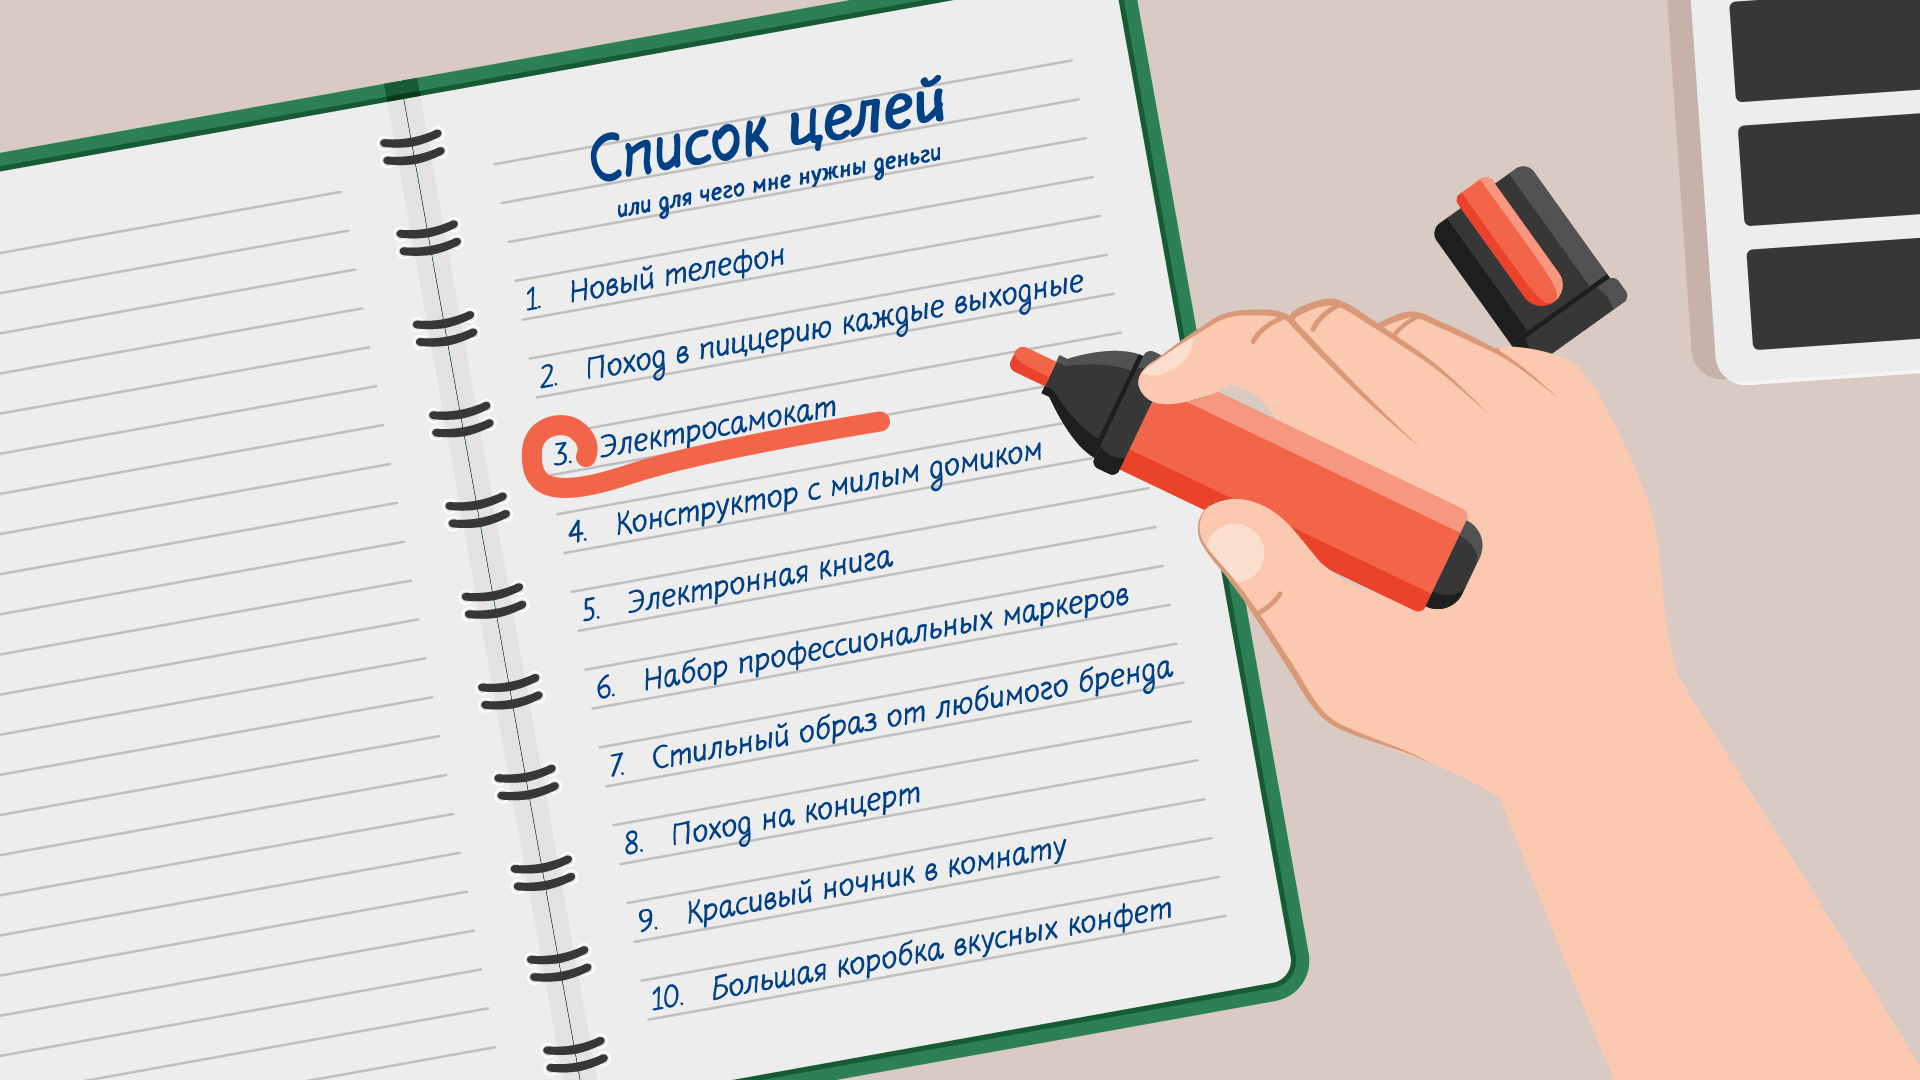 Список целей
или для чего мне нужны деньги
1. Новый телефон
2. Поход в пиццерию каждые выходные
3. Электросамокат
4. Конструктор с милым домиком
5. Электронная книга
6. Набор профессиональных маркеров
7. Стильный образ от любимого бренда
8. Поход на концерт
9. Красивый ночник в комнату
10. Большая коробка вкусных конфет